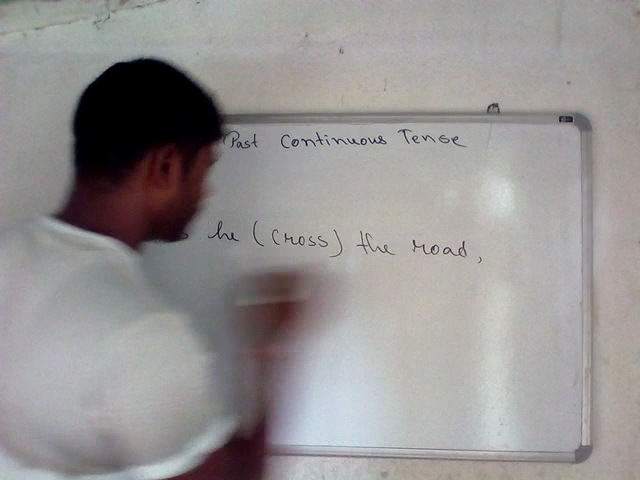 Past Continuous Tense
he (cross) the road,